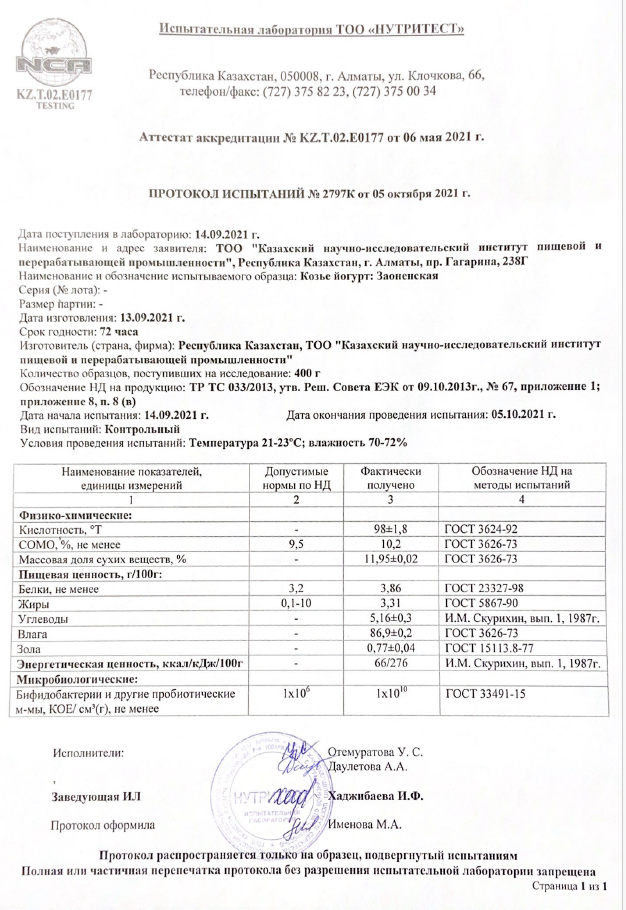 Испытательная лаборатория ТОО «НУТРИТЕСТ»
NCA
KZ.T.02.E0177
TESTING
Республика Казахстан, 050008, г. Алматы, ул. Клочкова, 66,
телефон/факс: (727) 375 82 23, (727) 375 00 34
Аттестат аккредитации № KZ.T.02.E0177 от 06 мая 2021 г.
ПРОТОКОЛ ИСПЫТАНИЙ № 2797К от 05 октября 2021 г.
Дата поступления в лабораторию: 14.09.2021 г.
Наименование и адрес заявителя: ТОО "Казахский научно-исследовательский институт пищевой и
перерабатывающей промышленности", Республика Казахстан, г. Алматы, пр. Гагарина, 238Г
Наименование и обозначение испытываемого образца: Козье йогурт: Заоненская
Серия (№ лота): -
Размер партии: -
Дата изготовления: 13.09.2021 г.
Срок годности: 72 часа
Изготовитель (страна, фирма): Республика Казахстан, ТОО "Казахский научно-исследовательский институт
пищевой и перерабатывающей промышленности"
Количество образцов, поступивших на исследование: 400 г
Обозначение НД на продукцию: ТР ТС 033/2013, утв. Реш. Совета ЕЭК от 09.10.2013г., № 67, приложение 1;
приложение 8, п. 8 (в)
Дата начала испытания: 14.09.2021 г. Дата окончания проведения испытания: 05.10.2021 г.
Вид испытаний: Контрольный
Условия проведения испытаний: Температура 21-23ºС; влажность 70-72%
Наименование показателей, Допустимые Фактически Обозначение НД на
единицы измерений нормы по НД получено методы испытаний
1 2 3 4
Физико-химические:
Кислотность, °Т - 98±1,8 ГОСТ 3624-92
СОМО, %, не менее 9,5 10,2 ГОСТ 3626-73
Массовая доля сухих веществ, % - 11,95±0,02 ГОСТ 3626-73
Пищевая ценность, г/100г:
Белки, не менее 3,2 3,86 ГОСТ 23327-98
Жиры 0,1-10 3,31 ГОСТ 5867-90
Углеводы - 5,16±0,3 И.М. Скурихин, вып. 1, 1987г.
Влага - 86,9±0,2 ГОСТ 3626-73
Зола - 0,77±0,04 ГОСТ 15113.8-77
Энергетическая ценность, ккал/кДж/100г - 66/276 И.М. Скурихин, вып. 1, 1987г.
Микробиологические:
Бифидобактерии и другие пробиотические 1х10⁶ 1х10¹⁰ ГОСТ 33491-15
м-мы, КОЕ/ см³(г), не менее
Исполнители: Отемуратова У. С.
Даулетова А.А.
Заведующая ИЛ Хаджибаева И.Ф.
Протокол оформила Именова М.А.
Протокол распространяется только на образец, подвергнутый испытаниям
Полная или частичная перепечатка протокола без разрешения испытательной лаборатории запрещена
Страница 1 из 1